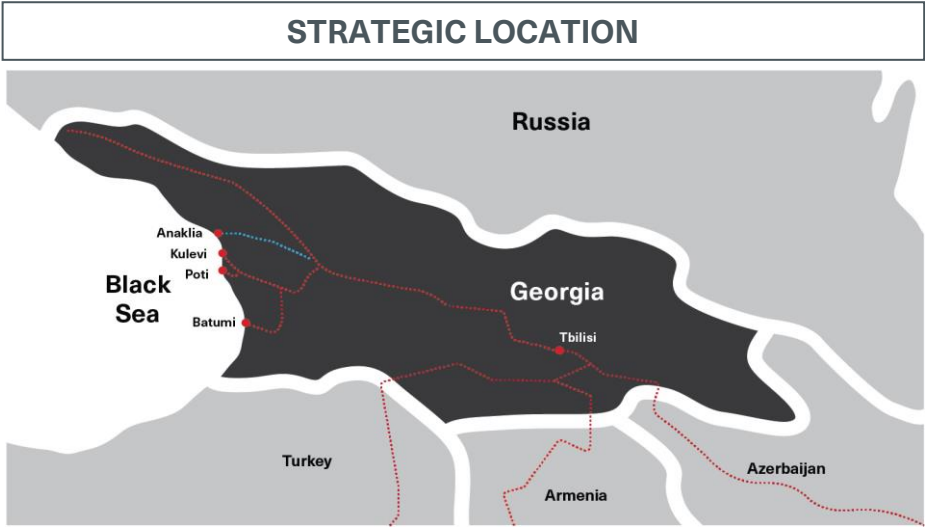 STRATEGIC LOCATION
Russia
Anaklia
Kulevi
Poti
Black
Sea
Georgia
Batumi
Tbilisi
Turkey
Azerbaijan
Armenia